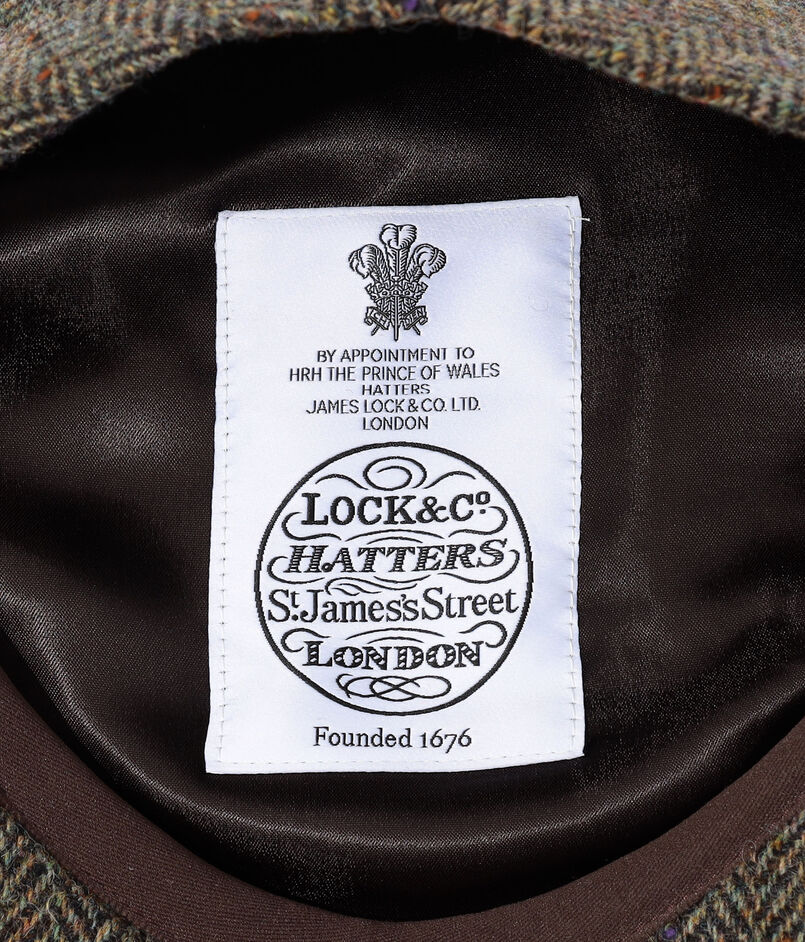 BY APPOINTMENT TO
HRH THE PRINCE OF WALES
HATTERS
JAMES LOCK & CO. LTD.
LONDON
LOCK & Co
HATTERS
St. James's Street
LONDON
Founded 1676